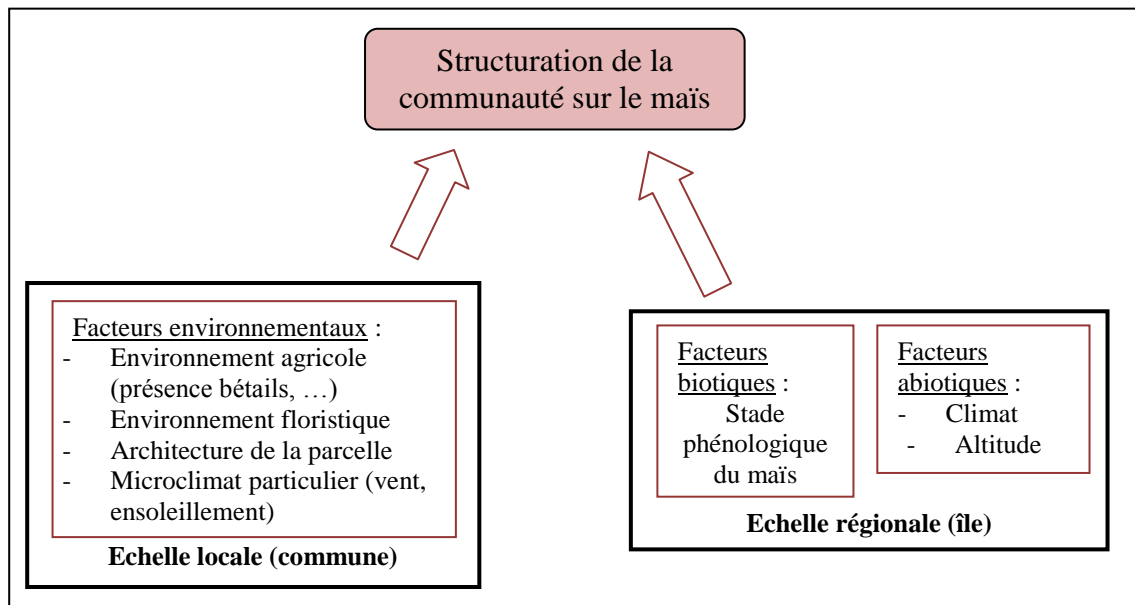 Structuration de la
communauté sur le maïs
Facteurs environnementaux :
- Environnement agricole
(présence bétails, …)
- Environnement floristique
- Architecture de la parcelle
- Microclimat particulier (vent,
ensoleillement)
Echelle locale (commune)
Facteurs
biotiques :
Stade
phénologique
du maïs
Facteurs
abiotiques :
- Climat
- Altitude
Echelle régionale (île)